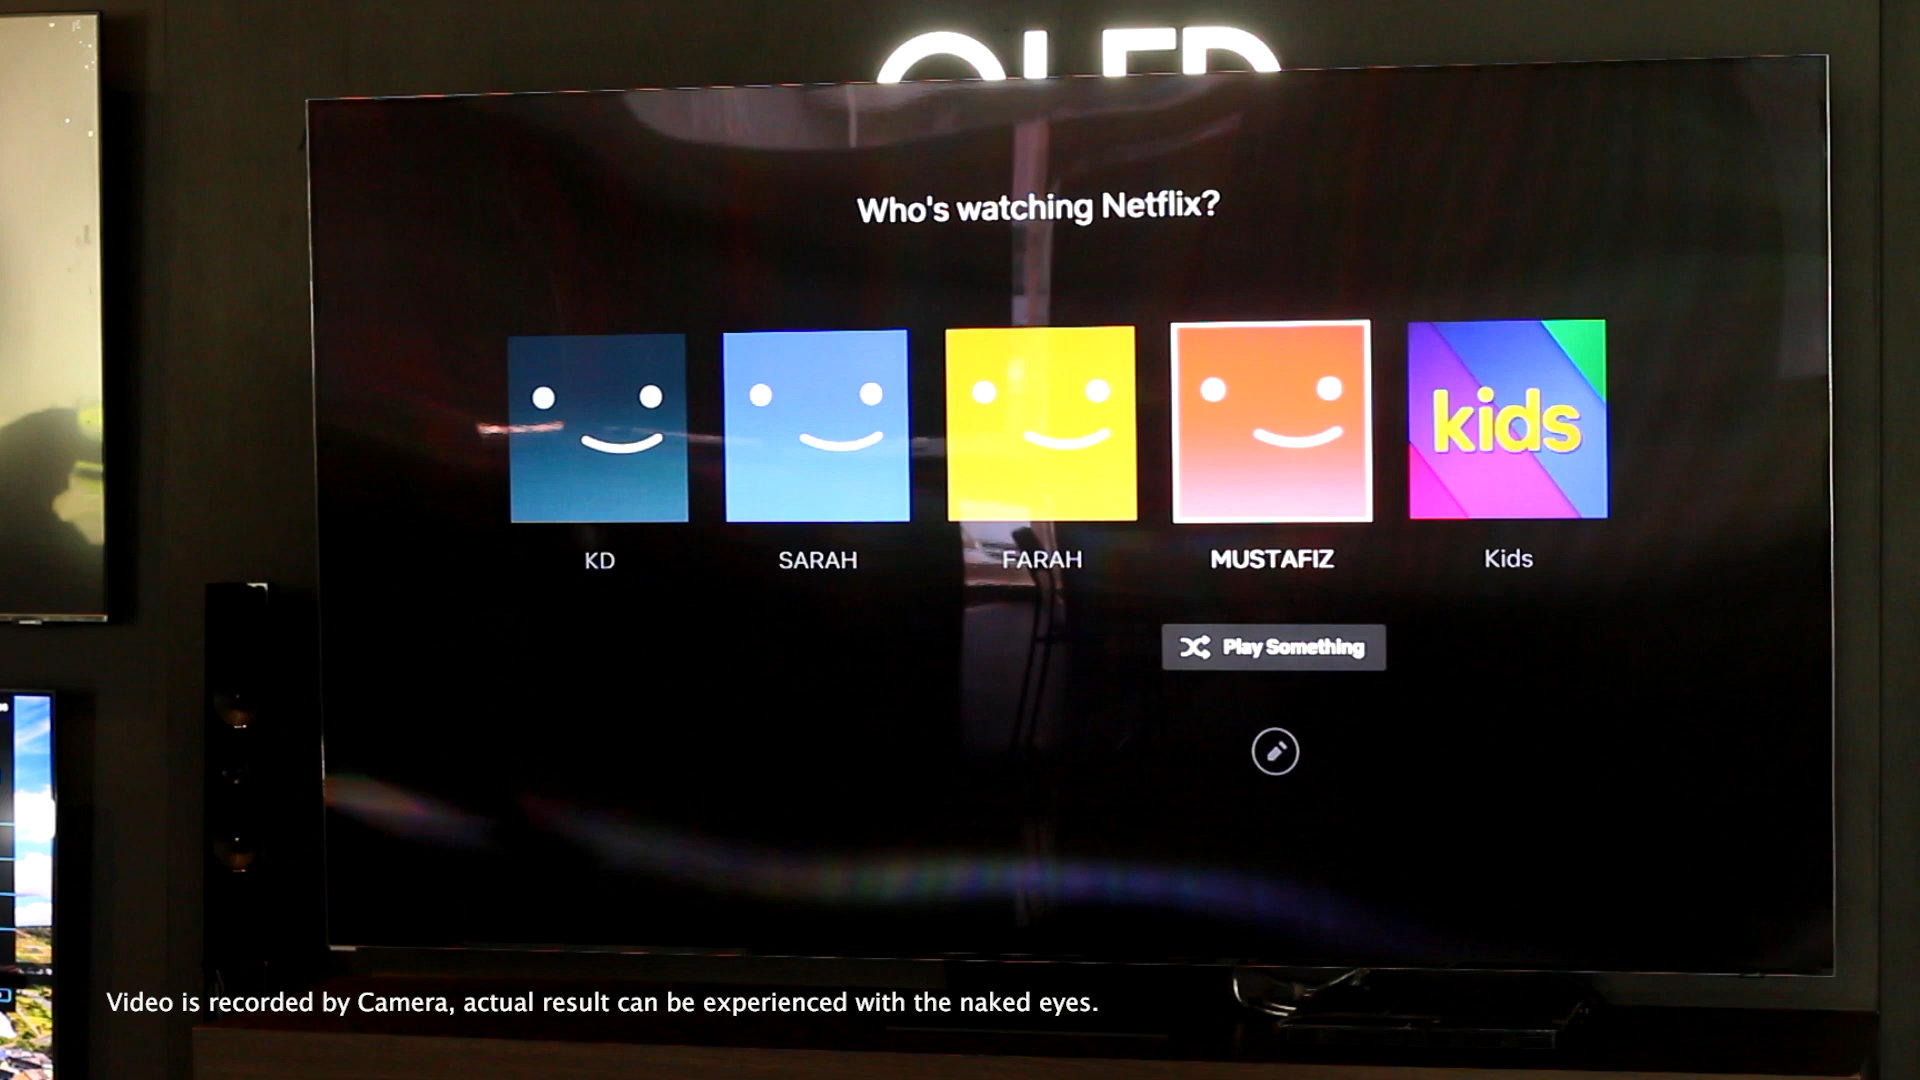 Who's watching Netflix?
kids
KD
SARAH
FARAH
MUSTAFIZ
Kids
Play Something
Video is recorded by Camera, actual result can be experienced with the naked eyes.